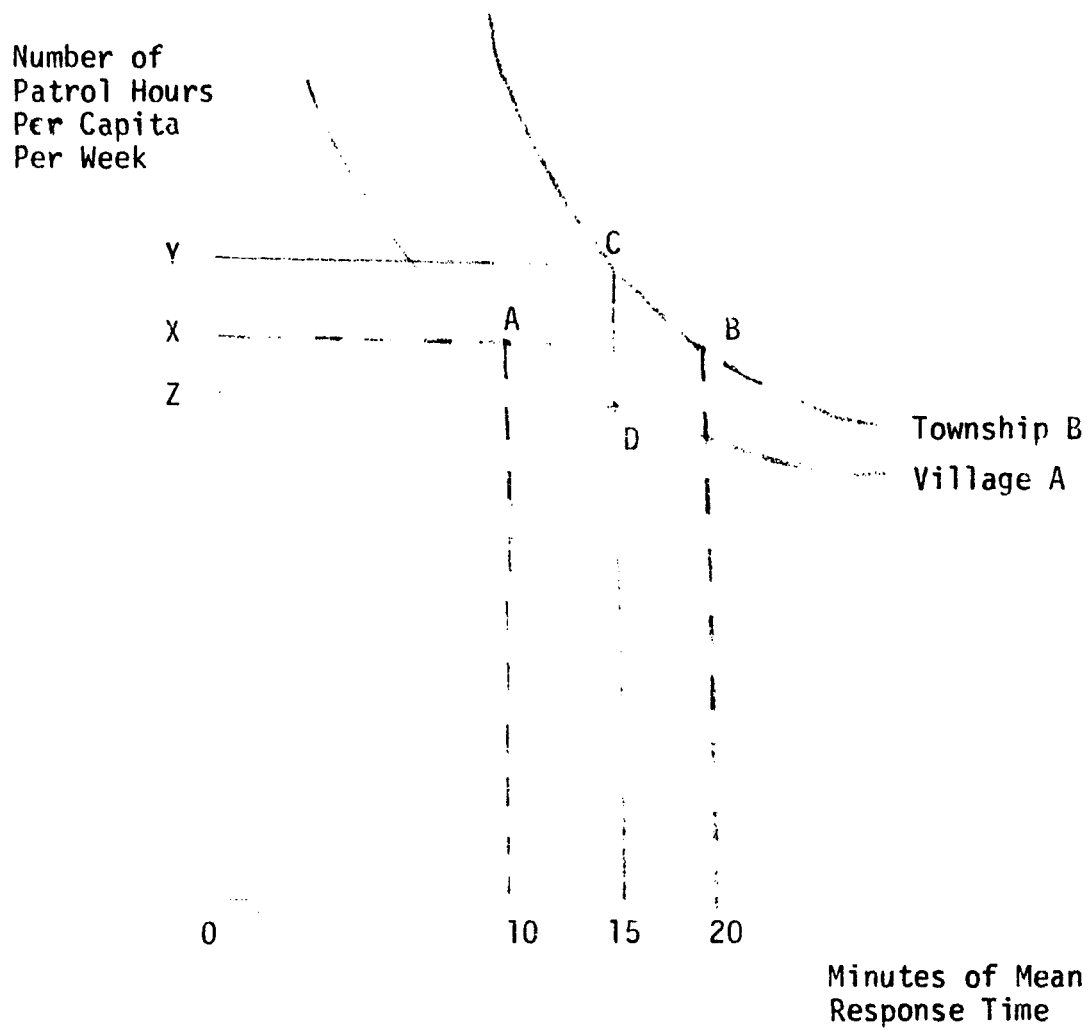 Number of
Patrol Hours
Per Capita
Per Week
C
Y
A
B
X
Z
D
Township B
Village A
0 10 15 20
Minutes of Mean
Response Time